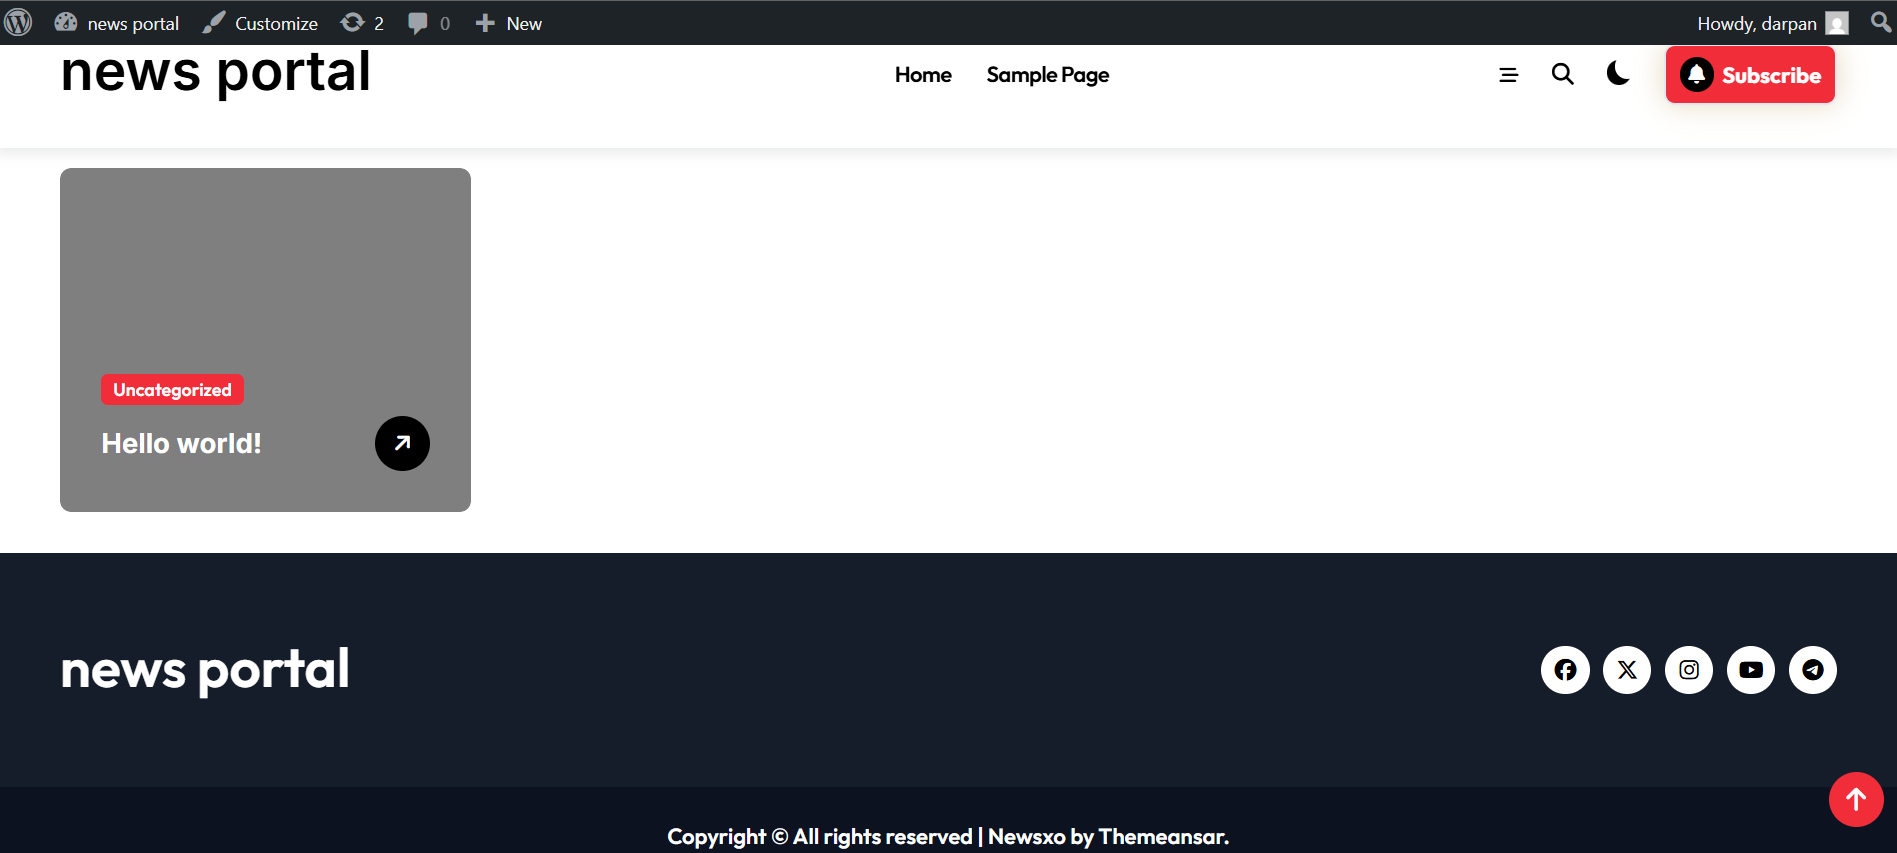 news portal Customize 2 0 New Howdy, darpan
news portal Home Sample Page Subscribe
Uncategorized
Hello world!
news portal
Copyright © All rights reserved | Newsxo by Themeansar.